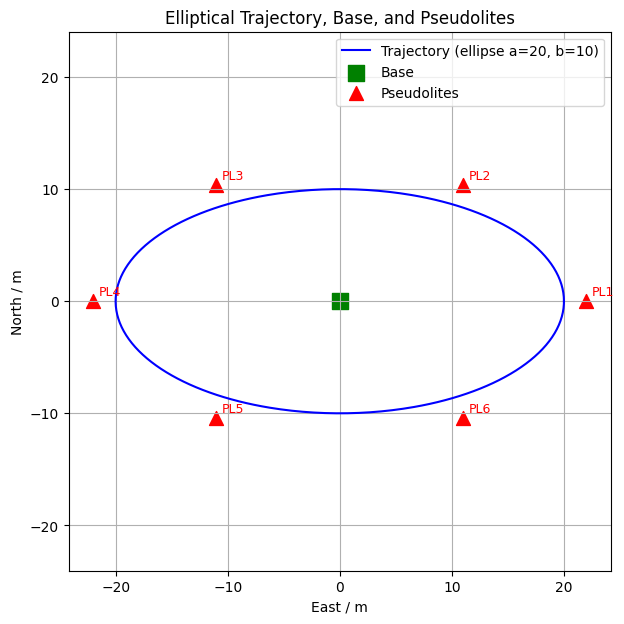 Elliptical Trajectory, Base, and Pseudolites
Trajectory (ellipse a=20, b=10)
Base
Pseudolites
20
10
0
−10
−20
North / m
PL3
PL2
PL4
PL1
PL5
PL6
−20
−10
0
10
20
East / m